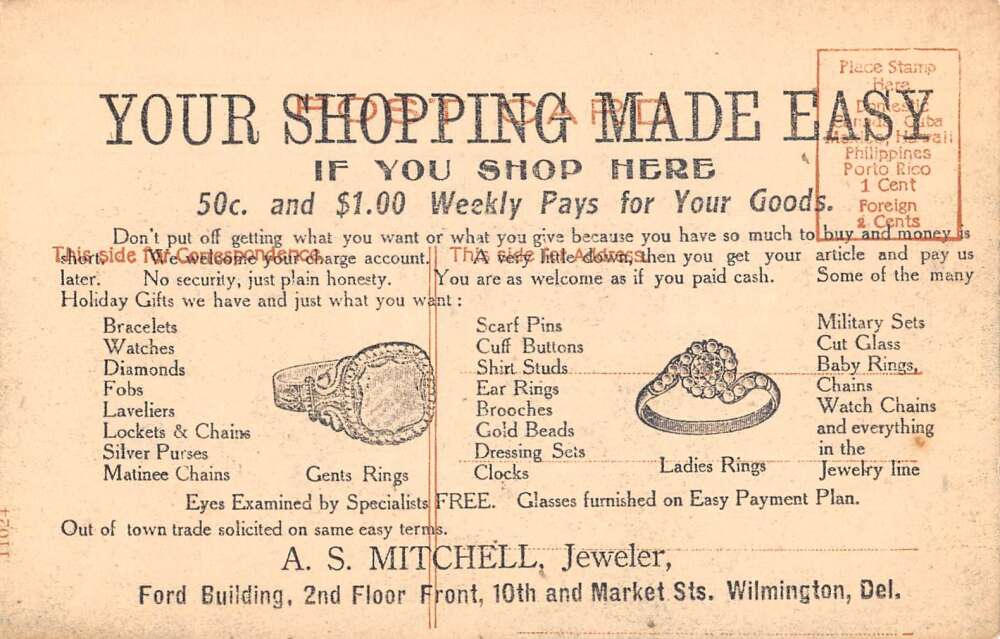 POST CARD
Place Stamp
Here
Domestic
Canada, Cuba
Mexico, Hawaii
Philippines
Porto Rico
1 Cent
Foreign
2 Cents
YOUR SHOPPING MADE EASY
IF YOU SHOP HERE
50c. and $1.00 Weekly Pays for Your Goods.
This side for Correspondence
This side for Address
Don't put off getting what you want or what you give because you have so much to buy and money is
short. We welcome your charge account. A very little down, then you get your article and pay us
later. No security, just plain honesty. You are as welcome as if you paid cash. Some of the many
Holiday Gifts we have and just what you want :
Bracelets
Watches
Diamonds
Fobs
Laveliers
Lockets & Chains
Silver Purses
Matinee Chains
Gents Rings
Scarf Pins
Cuff Buttons
Shirt Studs
Ear Rings
Brooches
Gold Beads
Dressing Sets
Clocks
Ladies Rings
Military Sets
Cut Glass
Baby Rings,
Chains
Watch Chains
and everything
in the
Jewelry line
Eyes Examined by Specialists FREE. Glasses furnished on Easy Payment Plan.
Out of town trade solicited on same easy terms.
A. S. MITCHELL, Jeweler,
Ford Building, 2nd Floor Front, 10th and Market Sts. Wilmington, Del.